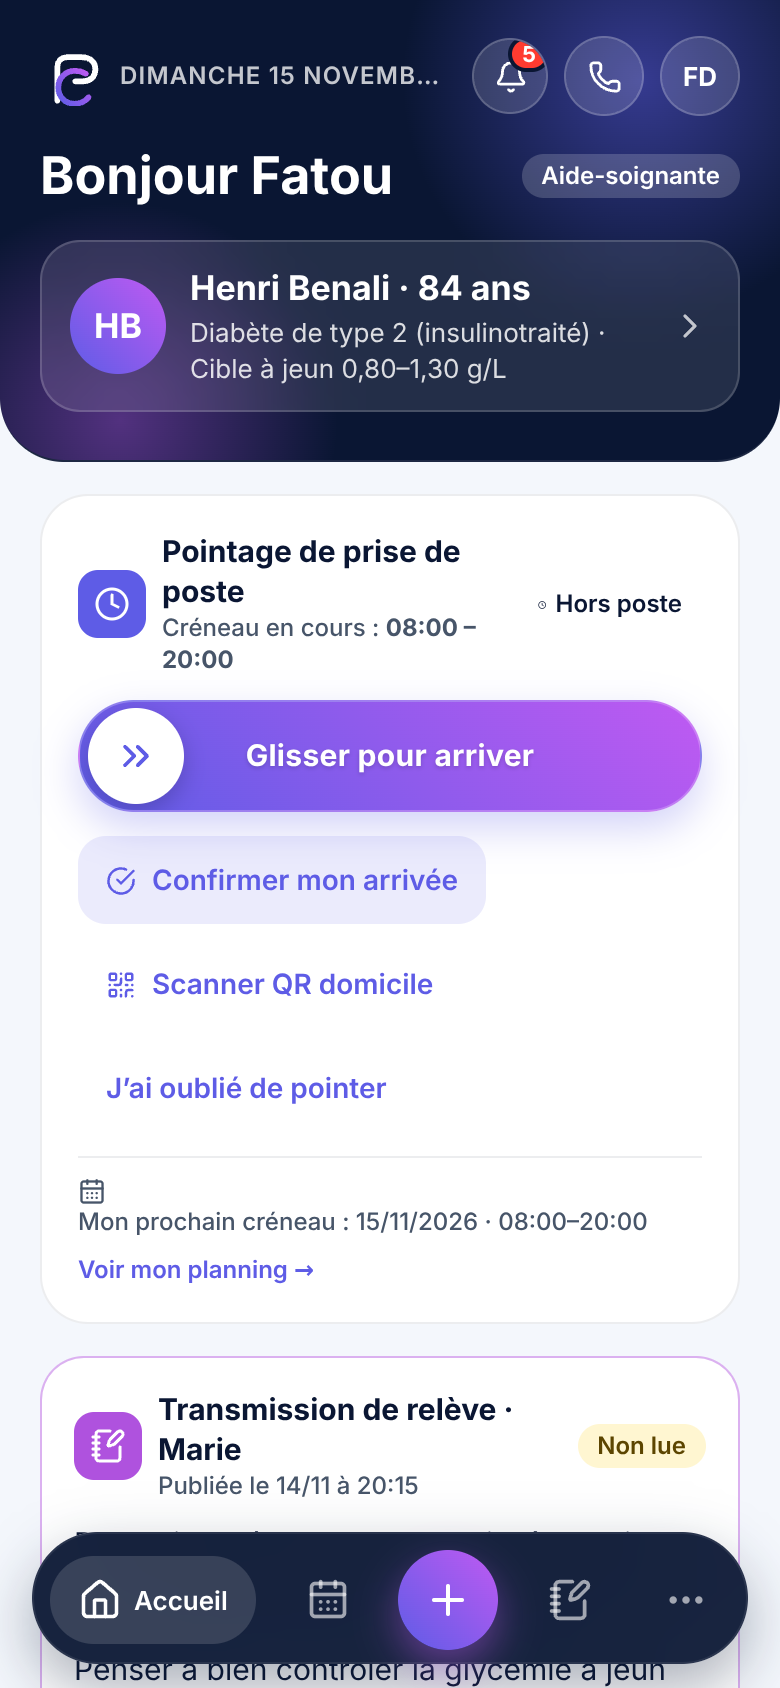 DIMANCHE 15 NOVEMB...
5
FD
Bonjour Fatou
Aide-soignante
HB
Henri Benali · 84 ans
Diabète de type 2 (insulinotraité) ·
Cible à jeun 0,80–1,30 g/L
Pointage de prise de
poste
Créneau en cours : 08:00 –
20:00
Hors poste
Glisser pour arriver
Confirmer mon arrivée
Scanner QR domicile
J’ai oublié de pointer
Mon prochain créneau : 15/11/2026 · 08:00–20:00
Voir mon planning →
Transmission de relève ·
Marie
Publiée le 14/11 à 20:15
Non lue
Accueil
Penser à bien contrôler la glycémie à jeun